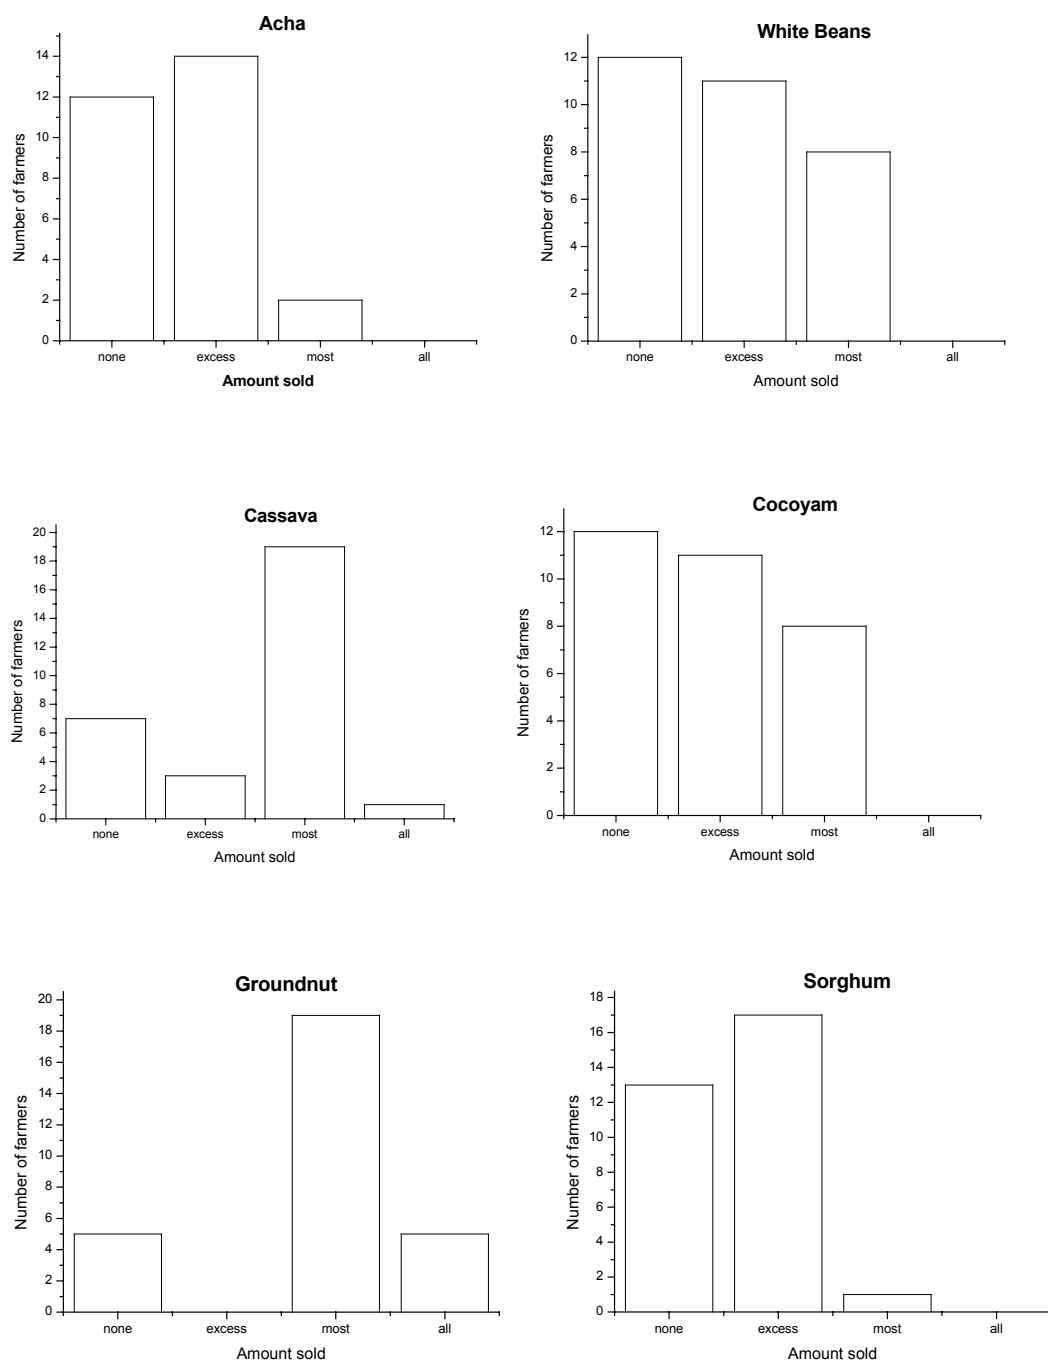 Acha
Number of farmers
14
12
10
8
6
4
2
0
none excess most all
Amount sold
White Beans
Number of farmers
12
10
8
6
4
2
0
none excess most all
Amount sold
Cassava
Number of farmers
20
18
16
14
12
10
8
6
4
2
0
none excess most all
Amount sold
Cocoyam
Number of farmers
12
10
8
6
4
2
0
none excess most all
Amount sold
Groundnut
Number of farmers
20
18
16
14
12
10
8
6
4
2
0
none excess most all
Amount sold
Sorghum
Number of farmers
18
16
14
12
10
8
6
4
2
0
none excess most all
Amount sold